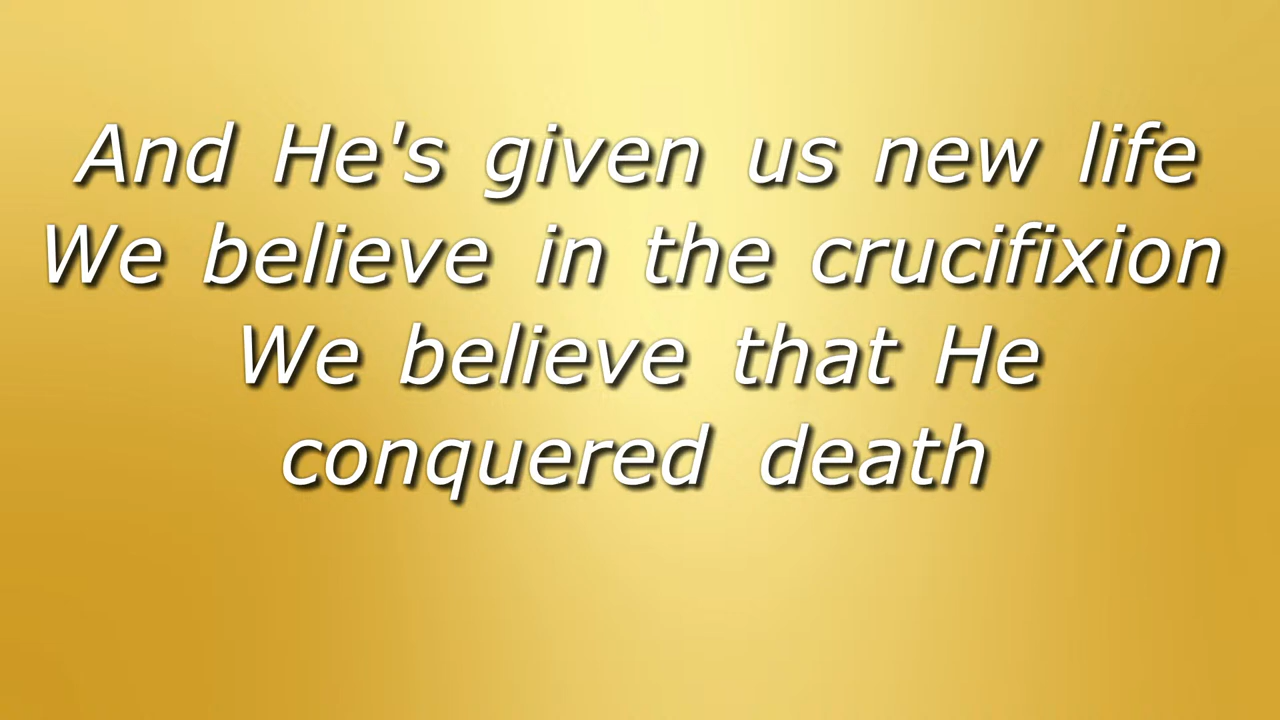 And He's given us new life
We believe in the crucifixion
We believe that He
conquered death